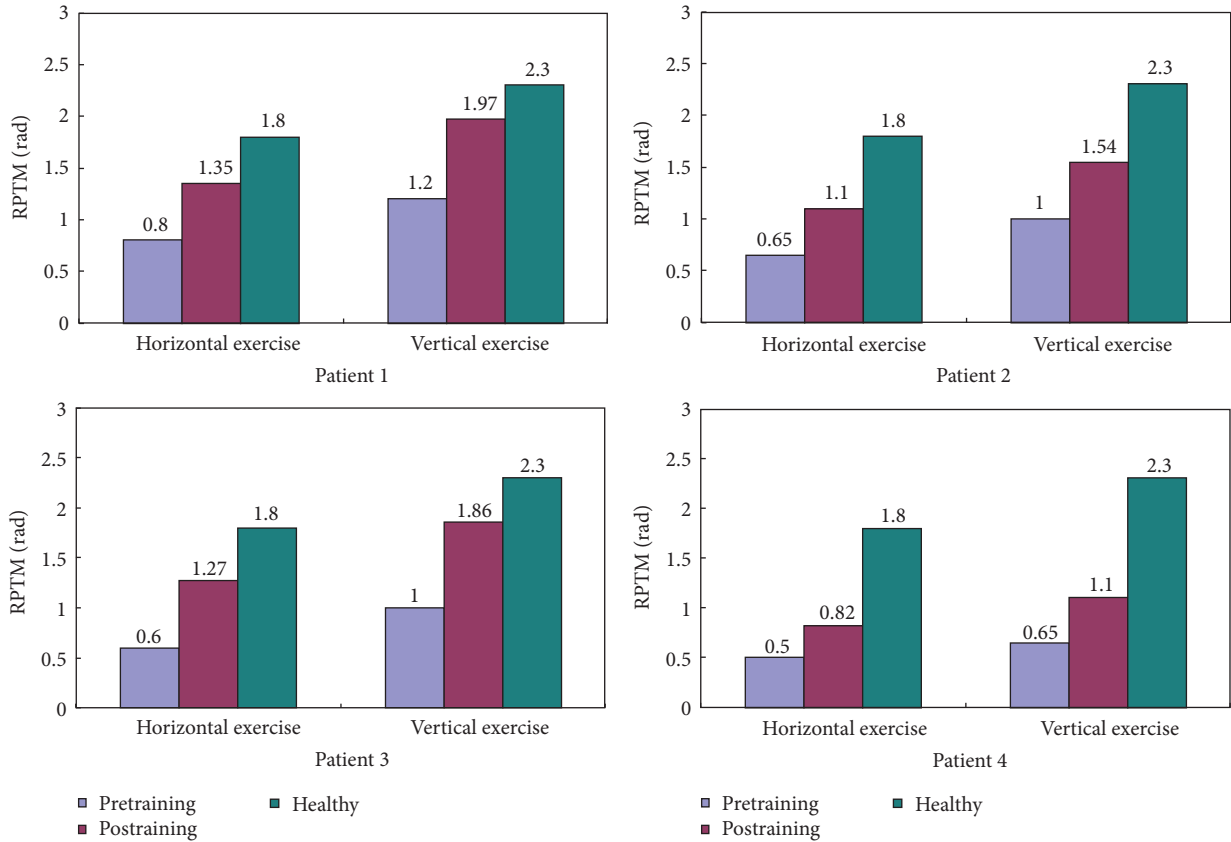 3
2.5
2
1.5
1
0.5
0
RPTM (rad)
0.8
1.35
1.8
1.2
1.97
2.3
Horizontal exercise
Vertical exercise
Patient 1
3
2.5
2
1.5
1
0.5
0
RPTM (rad)
0.65
1.1
1.8
1
1.54
2.3
Horizontal exercise
Vertical exercise
Patient 2
3
2.5
2
1.5
1
0.5
0
RPTM (rad)
0.6
1.27
1.8
1
1.86
2.3
Horizontal exercise
Vertical exercise
Patient 3
Pretraining
Postraining
Healthy
3
2.5
2
1.5
1
0.5
0
RPTM (rad)
0.5
0.82
1.8
0.65
1.1
2.3
Horizontal exercise
Vertical exercise
Patient 4
Pretraining
Postraining
Healthy